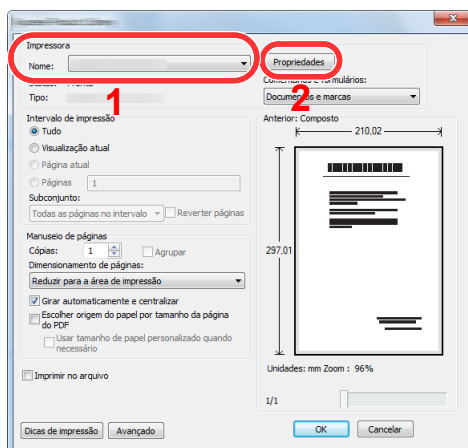 Impressora
Nome:
Propriedades
1
2
Comentários e formulários:
Tipo:
Documentos e marcas
Intervalo de impressão
Tudo
Visualização atual
Página atual
Páginas 1
Subconjunto:
Todas as páginas no intervalo
Reverter páginas
Manuseio de páginas
Cópias: 1
Agrupar
Dimensionamento de páginas:
Reduzir para a área de impressão
Girar automaticamente e centralizar
Escolher origem do papel por tamanho da página
do PDF
Usar tamanho de papel personalizado quando
necessário
Imprimir no arquivo
Dicas de impressão
Avançado
Anterior: Composto
210,02
297,01
Unidades: mm Zoom : 96%
1/1
OK
Cancelar